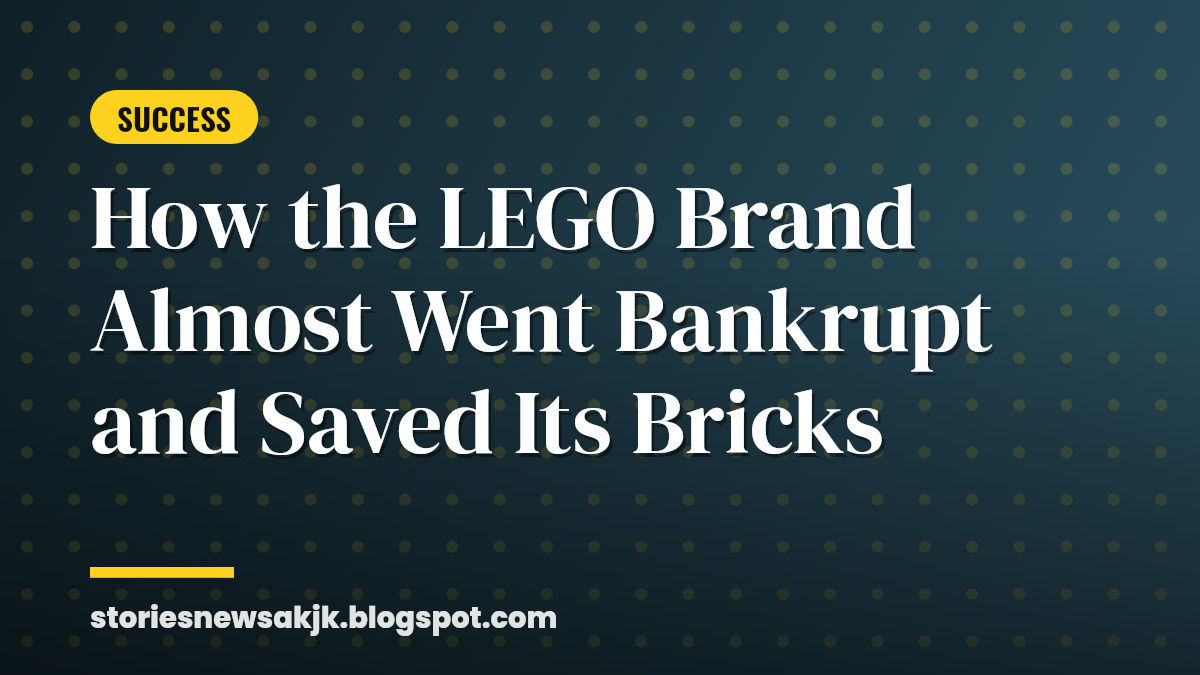 SUCCESS
How the LEGO Brand
Almost Went Bankrupt
and Saved Its Bricks
storiesnewsakjk.blogspot.com